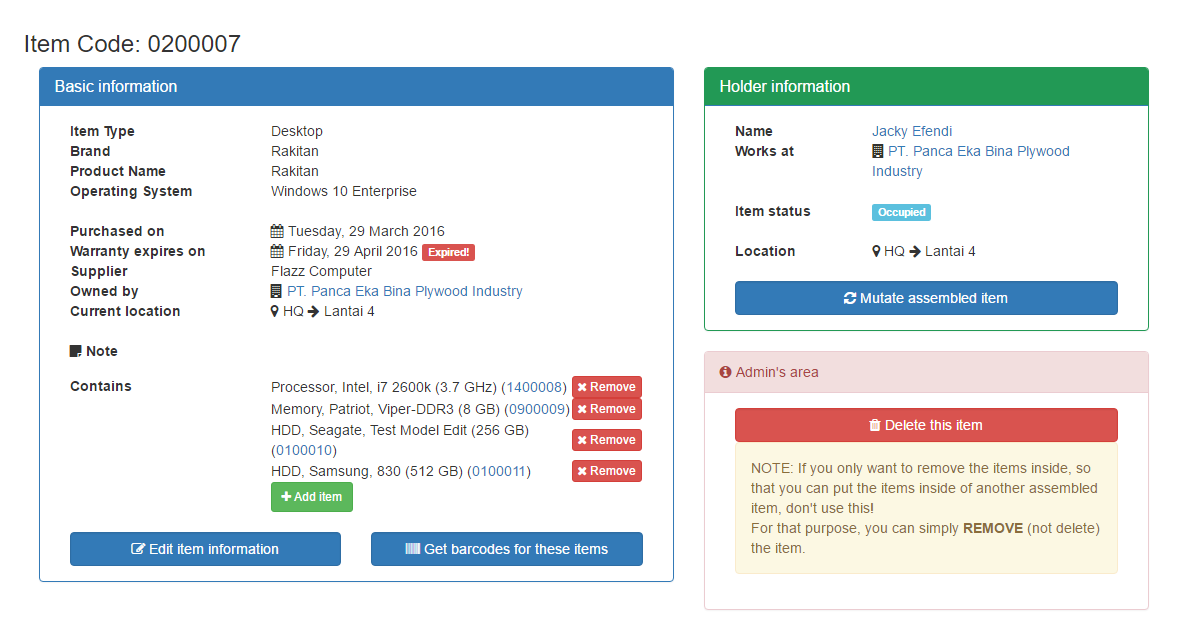 Item Code: 0200007
Basic information
Item Type Desktop
Brand Rakitan
Product Name Rakitan
Operating System Windows 10 Enterprise
Purchased on Tuesday, 29 March 2016
Warranty expires on Friday, 29 April 2016 Expired!
Supplier Flazz Computer
Owned by PT. Panca Eka Bina Plywood Industry
Current location HQ → Lantai 4
Note
Contains Processor, Intel, i7 2600k (3.7 GHz) (1400008) Remove
Memory, Patriot, Viper-DDR3 (8 GB) (0900009) Remove
HDD, Seagate, Test Model Edit (256 GB)
(0100010) Remove
HDD, Samsung, 830 (512 GB) (0100011) Remove
Add item
Edit item information Get barcodes for these items
Holder information
Name Jacky Efendi
Works at PT. Panca Eka Bina Plywood
Industry
Item status Occupied
Location HQ → Lantai 4
Mutate assembled item
Admin's area
Delete this item
NOTE: If you only want to remove the items inside, so
that you can put the items inside of another assembled
item, don't use this!
For that purpose, you can simply REMOVE (not delete)
the item.